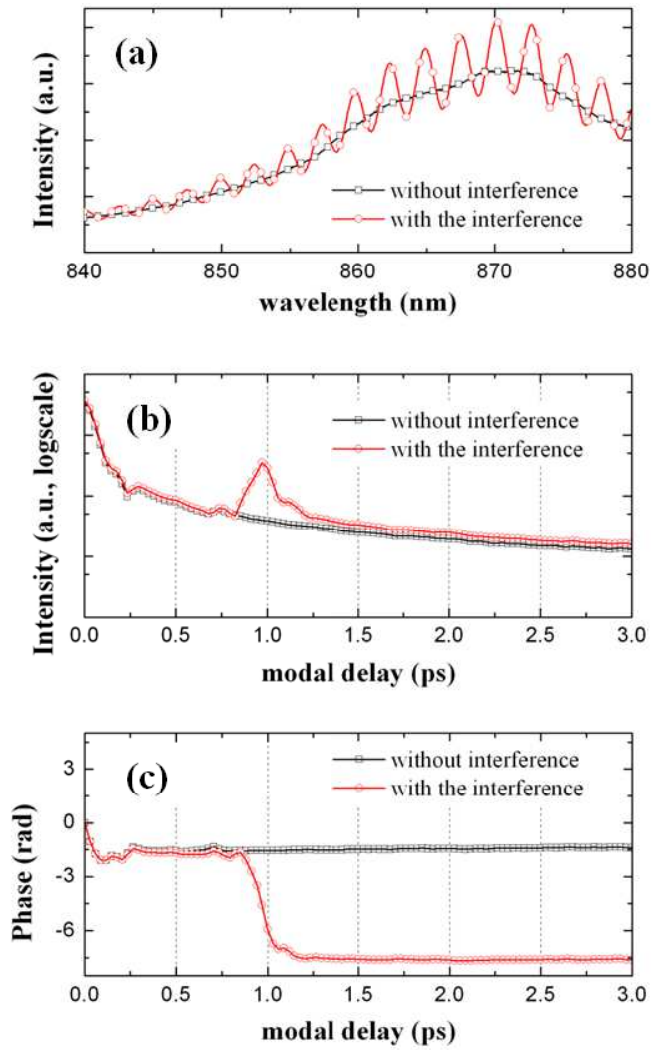 (a)
Intensity (a.u.)
without interference
with the interference
840 850 860 870 880
wavelength (nm)
(b)
Intensity (a.u., logscale)
without interference
with the interference
0.0 0.5 1.0 1.5 2.0 2.5 3.0
modal delay (ps)
(c)
Phase (rad)
without interference
with the interference
3
0
-3
-6
0.0 0.5 1.0 1.5 2.0 2.5 3.0
modal delay (ps)